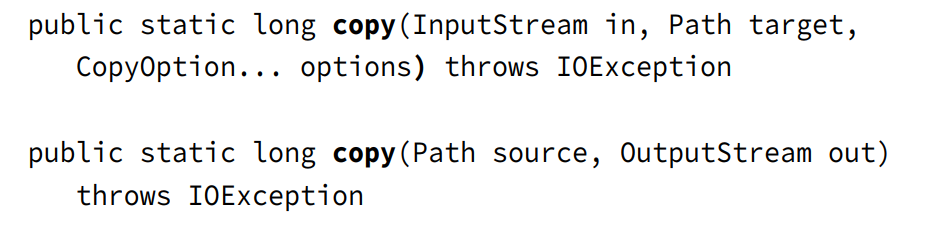 public static long copy(InputStream in, Path target,
CopyOption... options) throws IOException
public static long copy(Path source, OutputStream out)
throws IOException